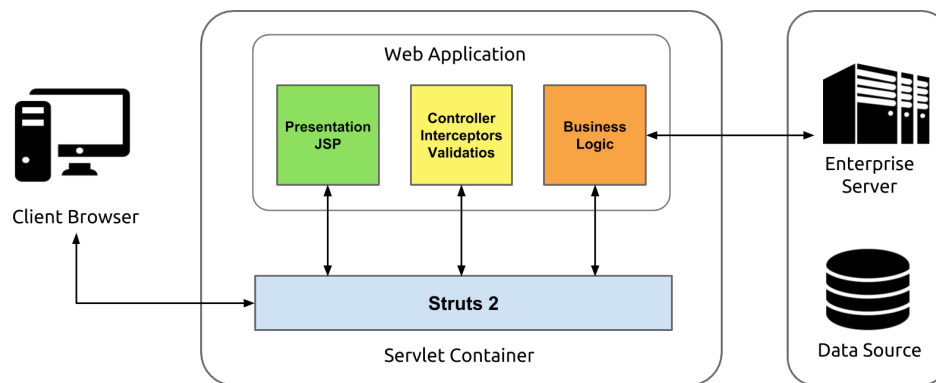 Web Application
Presentation
JSP
Controller
Interceptors
Validatios
Business
Logic
Enterprise
Server
Client Browser
Struts 2
Servlet Container
Data Source